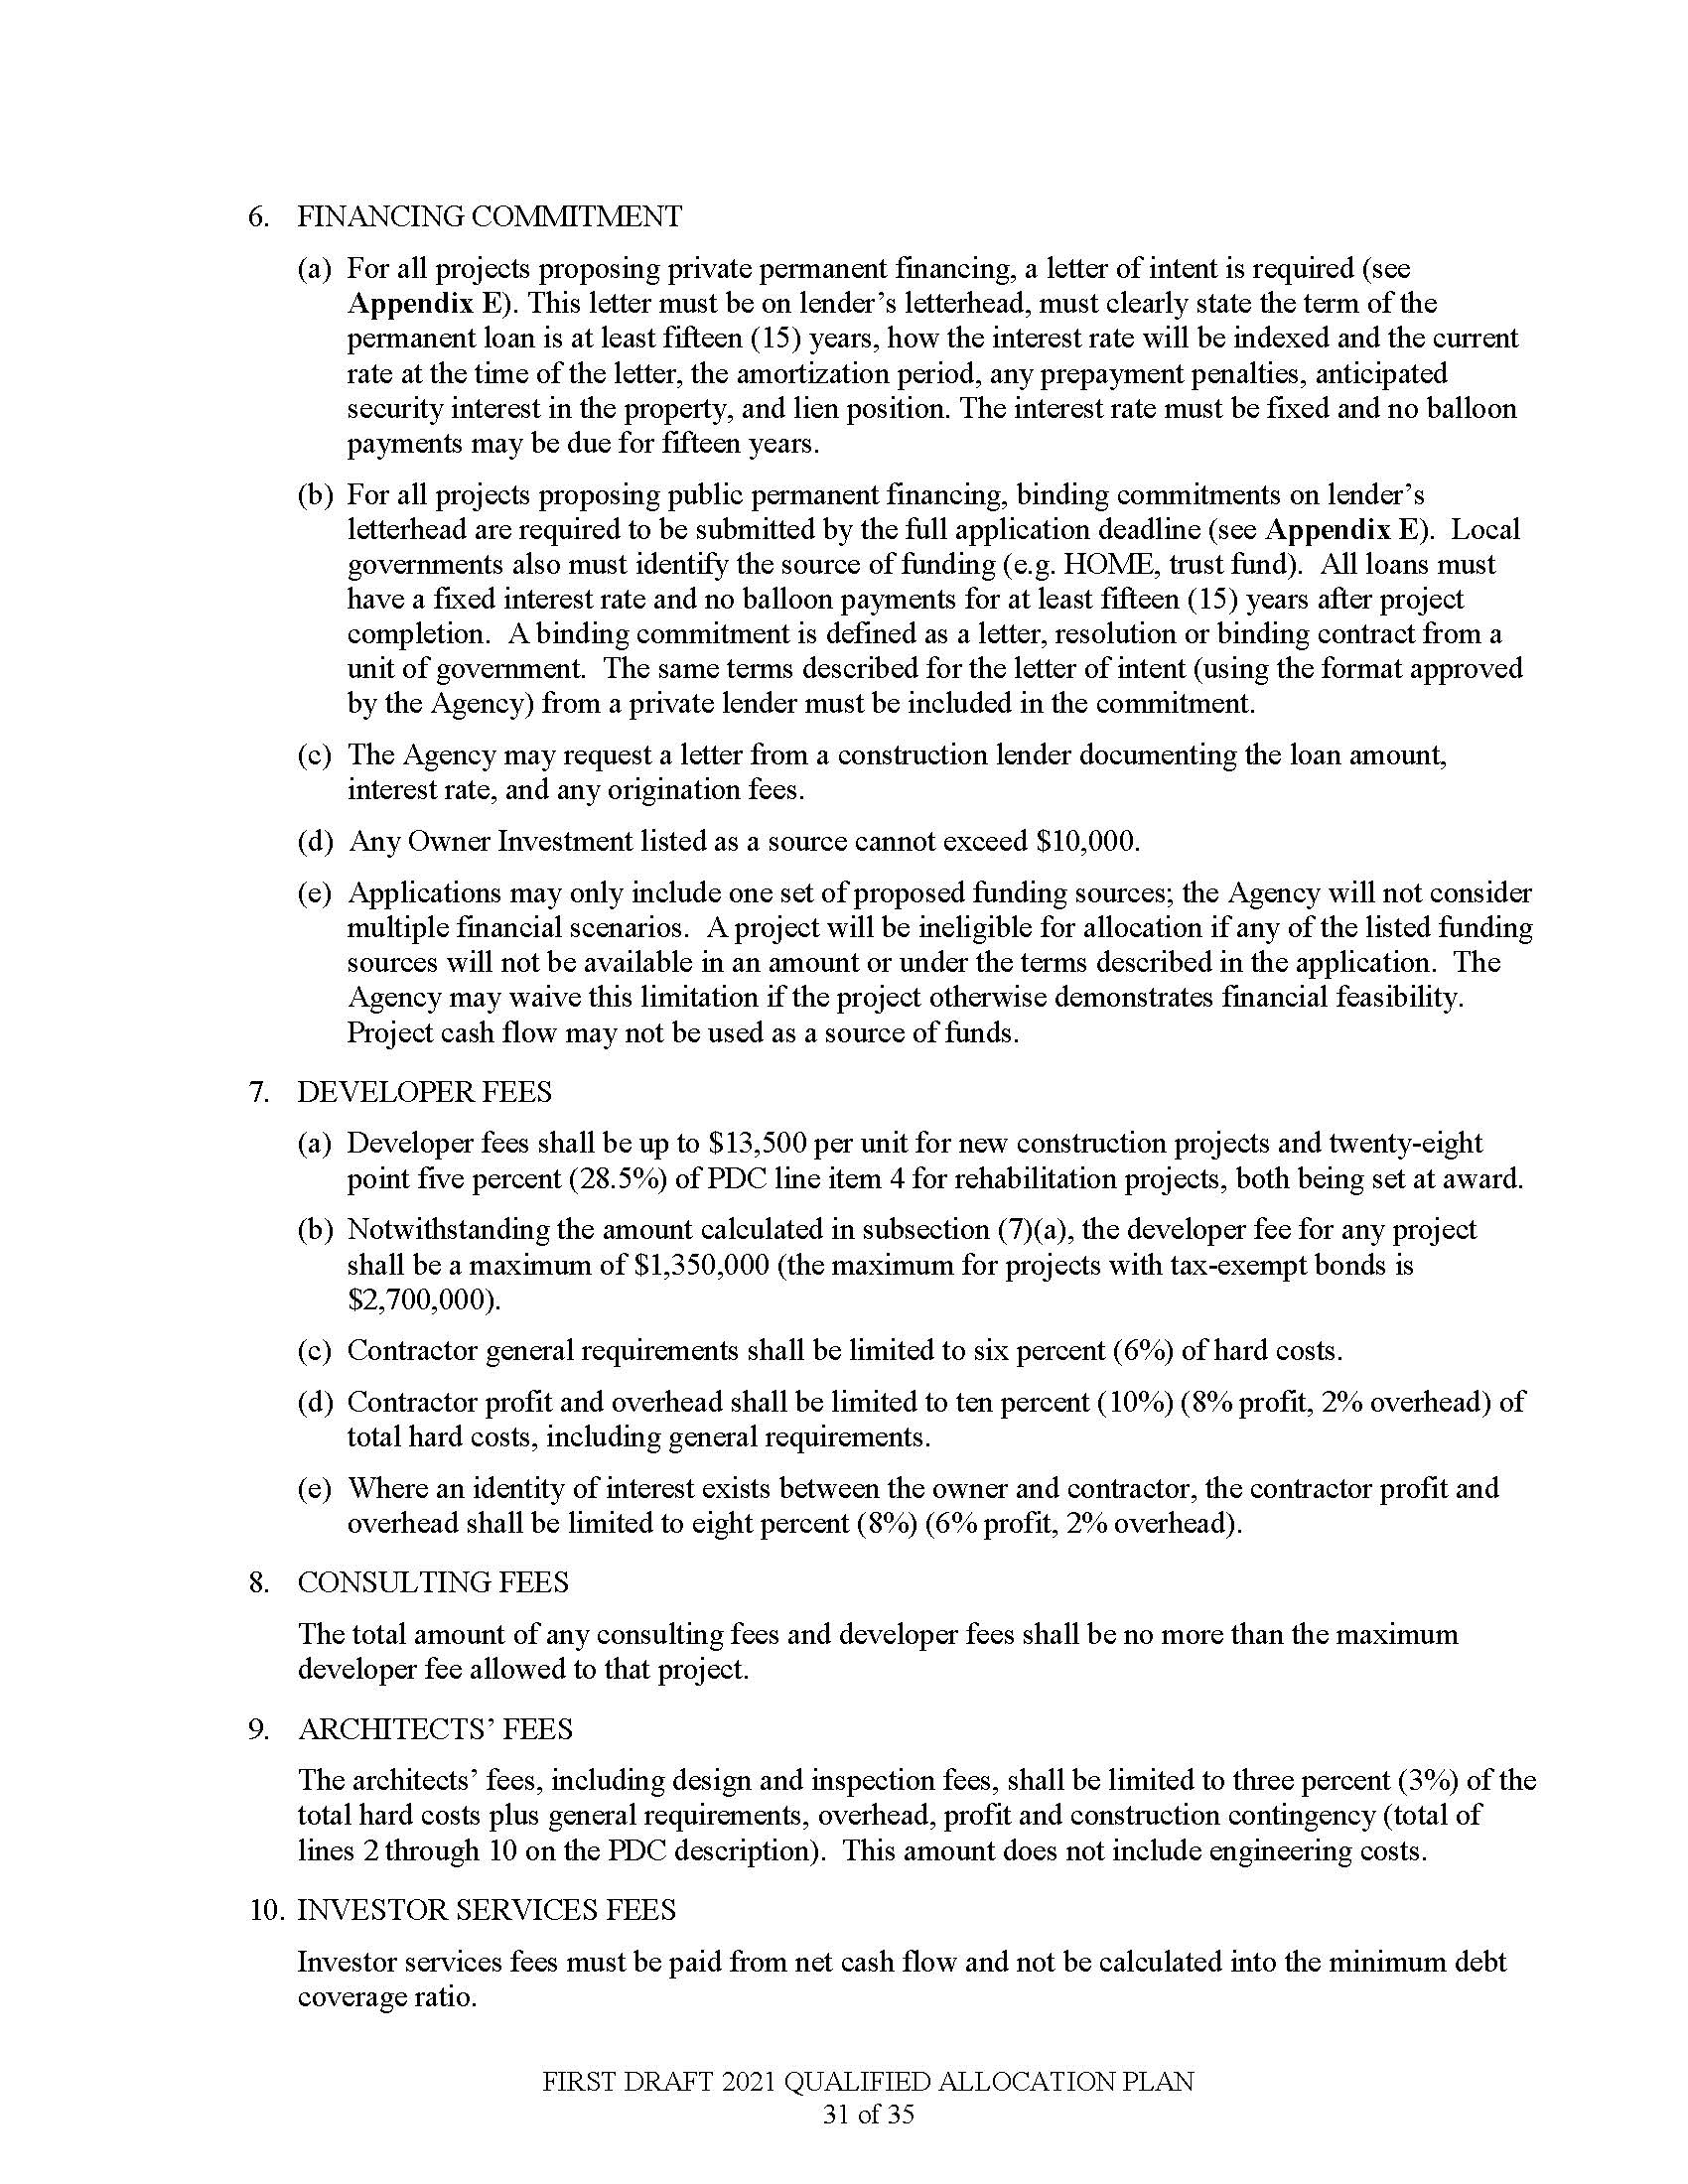 6. FINANCING COMMITMENT
(a) For all projects proposing private permanent financing, a letter of intent is required (see
Appendix E). This letter must be on lender’s letterhead, must clearly state the term of the
permanent loan is at least fifteen (15) years, how the interest rate will be indexed and the current
rate at the time of the letter, the amortization period, any prepayment penalties, anticipated
security interest in the property, and lien position. The interest rate must be fixed and no balloon
payments may be due for fifteen years.
(b) For all projects proposing public permanent financing, binding commitments on lender’s
letterhead are required to be submitted by the full application deadline (see Appendix E). Local
governments also must identify the source of funding (e.g. HOME, trust fund). All loans must
have a fixed interest rate and no balloon payments for at least fifteen (15) years after project
completion. A binding commitment is defined as a letter, resolution or binding contract from a
unit of government. The same terms described for the letter of intent (using the format approved
by the Agency) from a private lender must be included in the commitment.
(c) The Agency may request a letter from a construction lender documenting the loan amount,
interest rate, and any origination fees.
(d) Any Owner Investment listed as a source cannot exceed $10,000.
(e) Applications may only include one set of proposed funding sources; the Agency will not consider
multiple financial scenarios. A project will be ineligible for allocation if any of the listed funding
sources will not be available in an amount or under the terms described in the application. The
Agency may waive this limitation if the project otherwise demonstrates financial feasibility.
Project cash flow may not be used as a source of funds.
7. DEVELOPER FEES
(a) Developer fees shall be up to $13,500 per unit for new construction projects and twenty-eight
point five percent (28.5%) of PDC line item 4 for rehabilitation projects, both being set at award.
(b) Notwithstanding the amount calculated in subsection (7)(a), the developer fee for any project
shall be a maximum of $1,350,000 (the maximum for projects with tax-exempt bonds is
$2,700,000).
(c) Contractor general requirements shall be limited to six percent (6%) of hard costs.
(d) Contractor profit and overhead shall be limited to ten percent (10%) (8% profit, 2% overhead) of
total hard costs, including general requirements.
(e) Where an identity of interest exists between the owner and contractor, the contractor profit and
overhead shall be limited to eight percent (8%) (6% profit, 2% overhead).
8. CONSULTING FEES
The total amount of any consulting fees and developer fees shall be no more than the maximum
developer fee allowed to that project.
9. ARCHITECTS’ FEES
The architects’ fees, including design and inspection fees, shall be limited to three percent (3%) of the
total hard costs plus general requirements, overhead, profit and construction contingency (total of
lines 2 through 10 on the PDC description). This amount does not include engineering costs.
10. INVESTOR SERVICES FEES
Investor services fees must be paid from net cash flow and not be calculated into the minimum debt
coverage ratio.
FIRST DRAFT 2021 QUALIFIED ALLOCATION PLAN
31 of 35